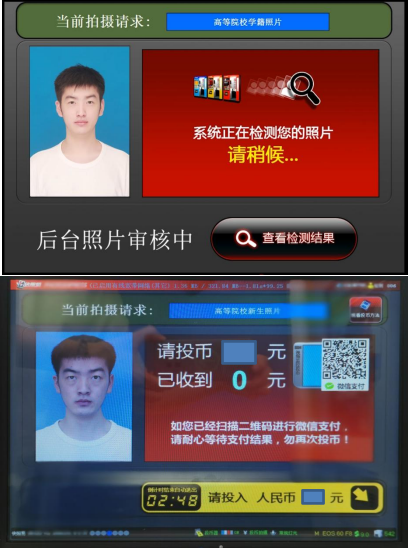 当前拍摄请求：
高等院校学籍照片
系统正在检测您的照片
请稍候...
后台照片审核中
查看检测结果
当前拍摄请求：
高等院校新生照片
请投币 元
已收到 0 元
微信支付
如您已经扫描二维码进行微信支付，
请耐心等待支付结果，勿再次投币！
02:48
请投入 人民币 元